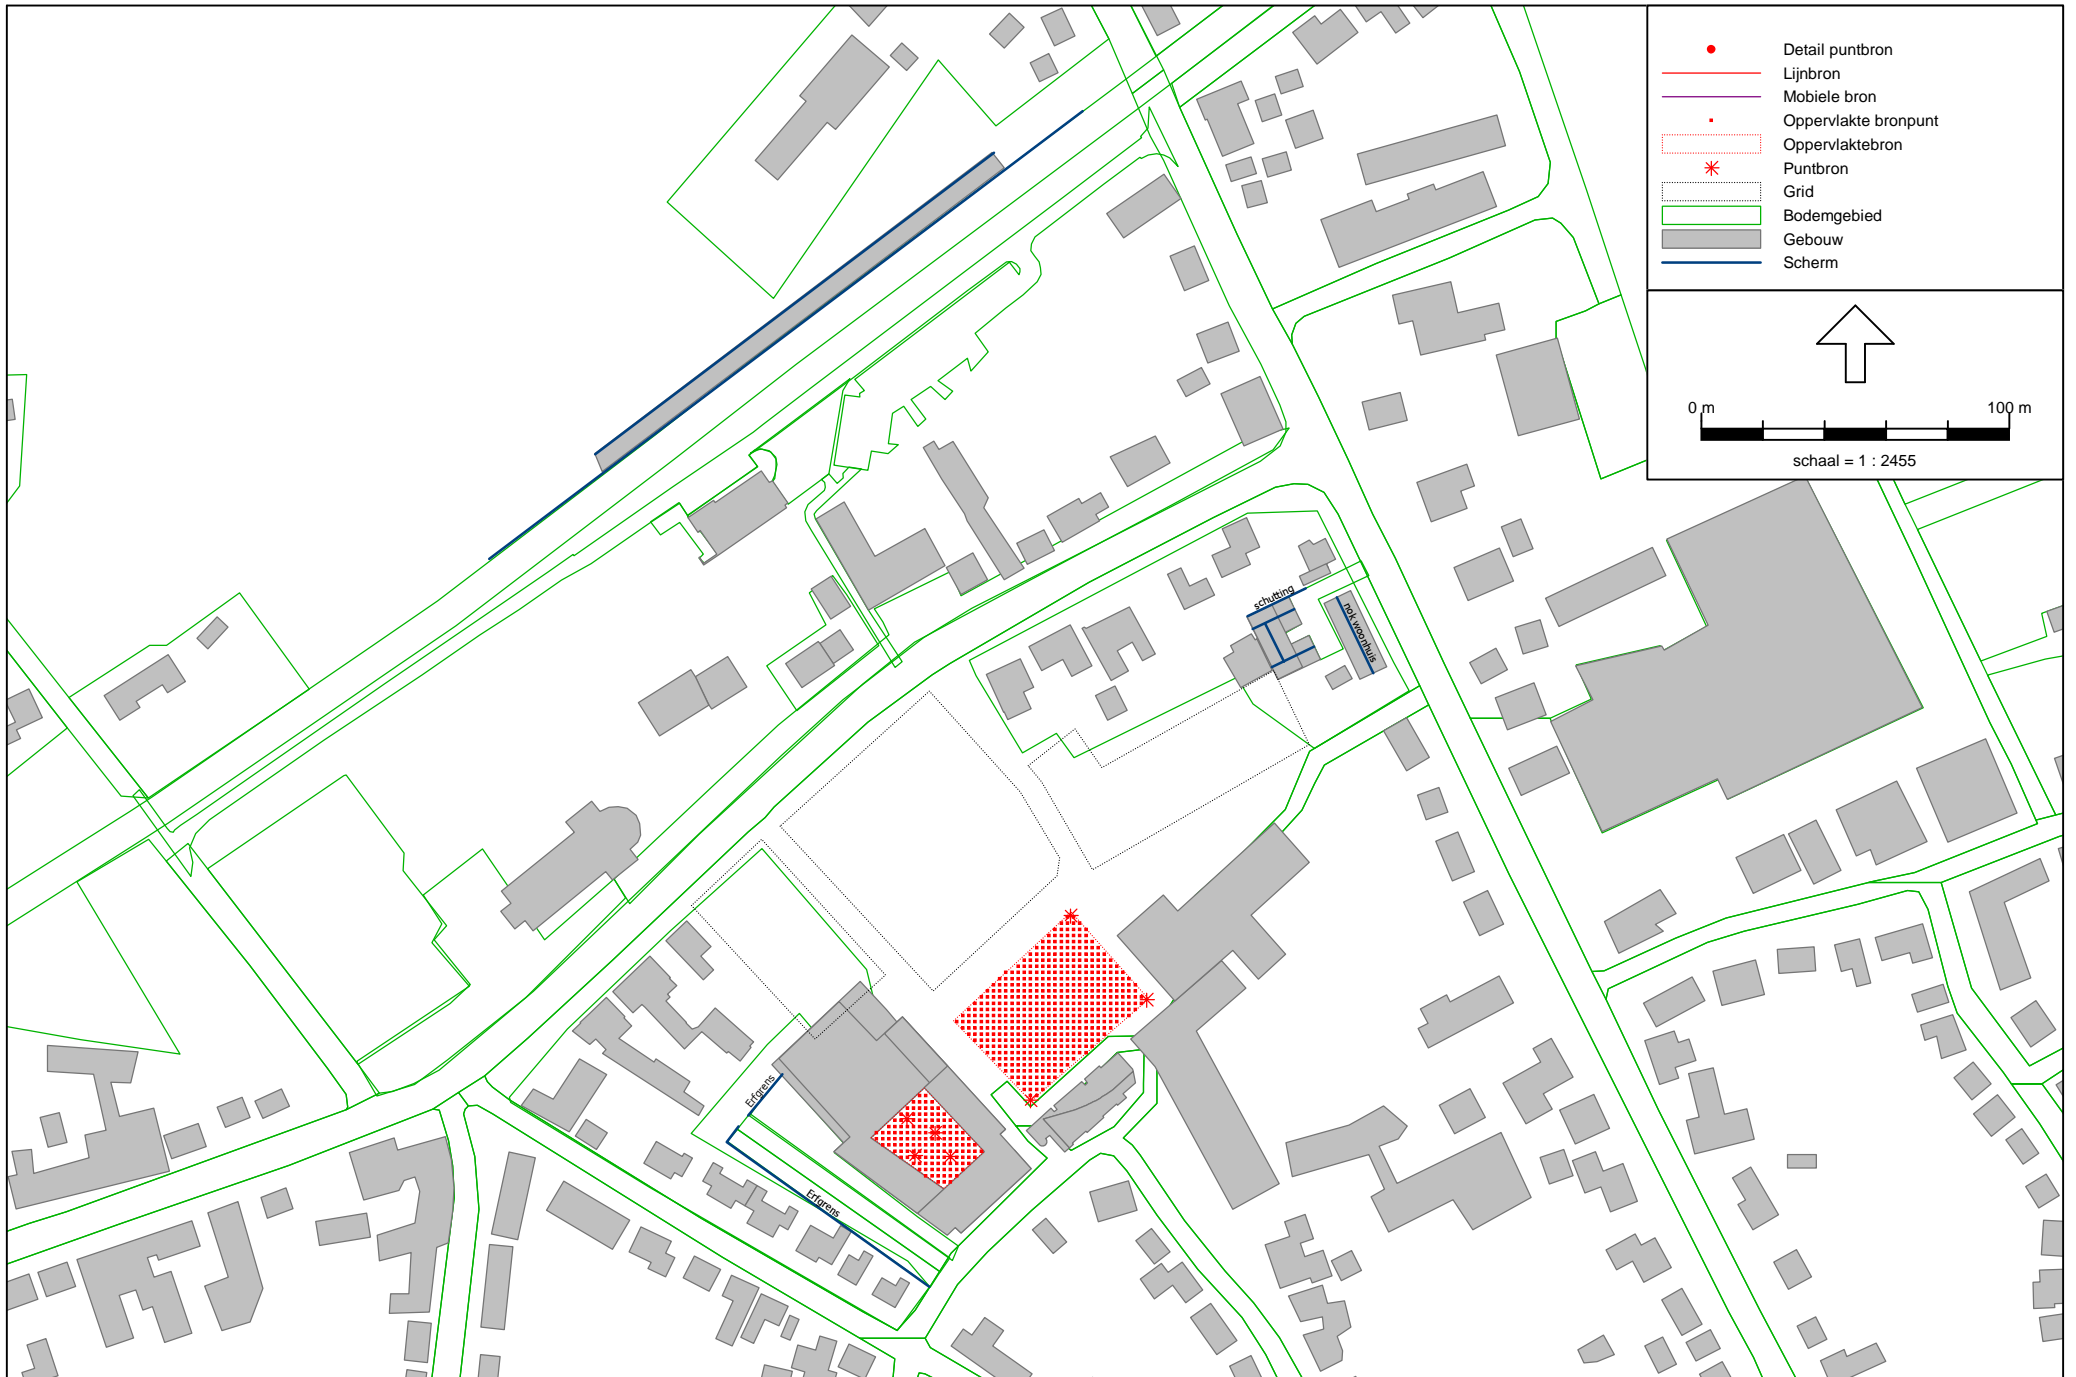 Detail puntbron
Lijnbron
Mobiele bron
Oppervlakte bronpunt
Oppervlaktebron
Puntbron
Grid
Bodemgebied
Gebouw
Scherm
0 m 100 m
schaal = 1 : 2455
schutting
nok woonhuis
Erfgrens
Erfgrens